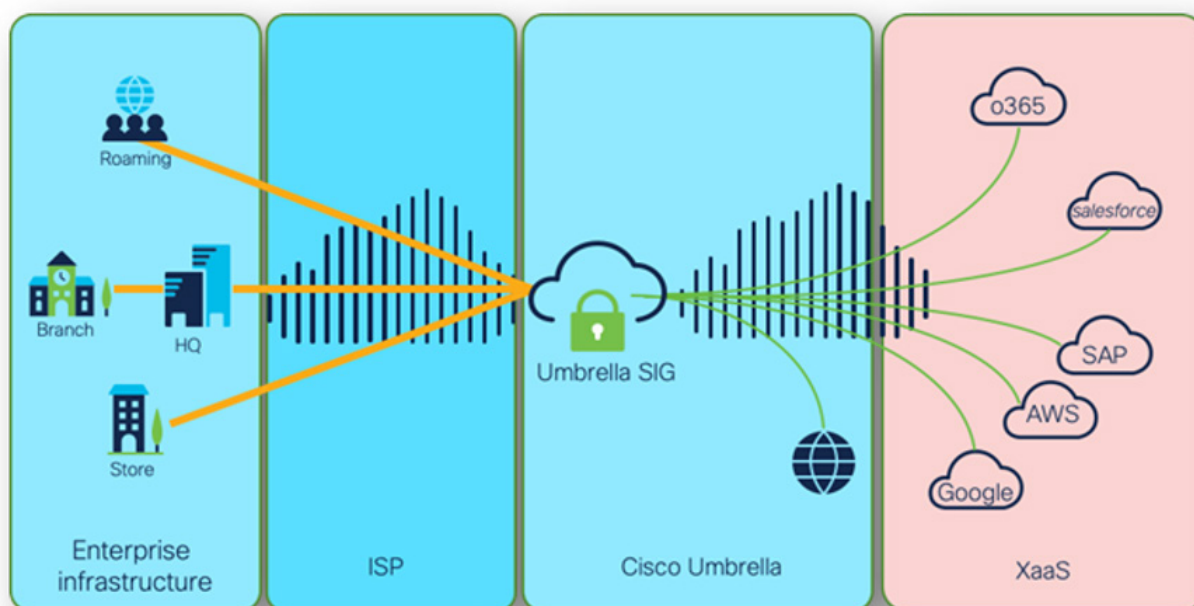 Roaming
Branch
HQ
Store
Enterprise
infrastructure
ISP
Umbrella SIG
Cisco Umbrella
o365
salesforce
SAP
AWS
Google
XaaS